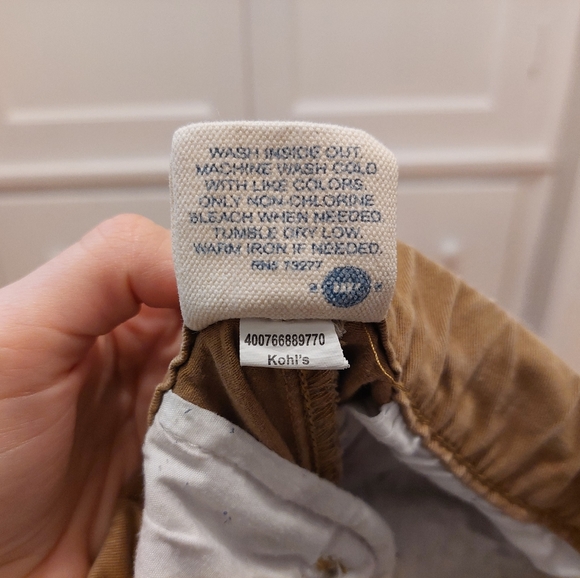 WASH INSIDE OUT.
MACHINE WASH COLD
WITH LIKE COLORS.
ONLY NON-CHLORINE
BLEACH WHEN NEEDED
TUMBLE DRY LOW.
WARM IRON IF NEEDED.
RN# 73277
400766889770
Kohl's